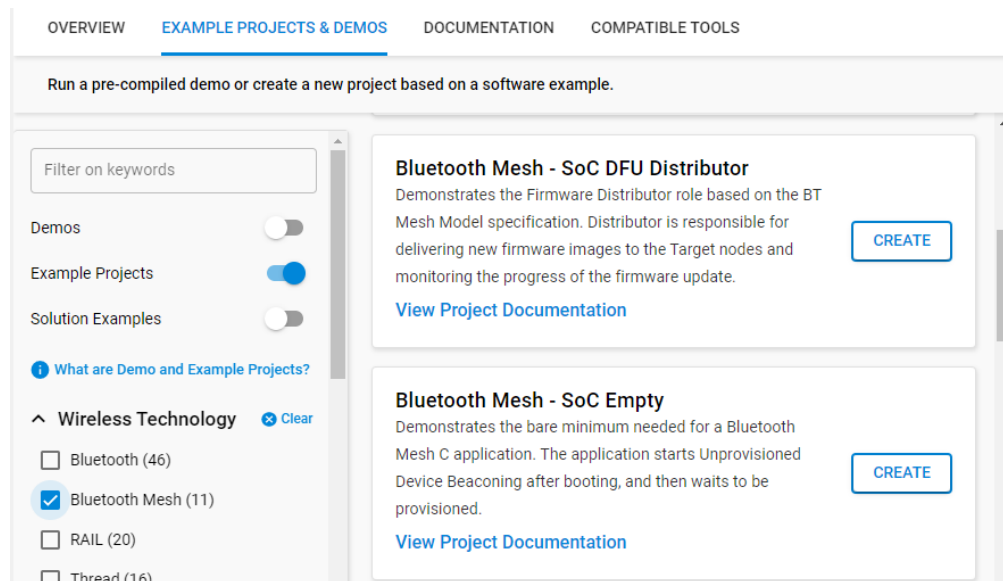 OVERVIEW EXAMPLE PROJECTS & DEMOS DOCUMENTATION COMPATIBLE TOOLS
Run a pre-compiled demo or create a new project based on a software example.
Filter on keywords
Demos
Example Projects
Solution Examples
What are Demo and Example Projects?
Wireless Technology Clear
Bluetooth (46)
Bluetooth Mesh (11)
RAIL (20)
Thread (16)
Bluetooth Mesh - SoC DFU Distributor
Demonstrates the Firmware Distributor role based on the BT
Mesh Model specification. Distributor is responsible for
delivering new firmware images to the Target nodes and
monitoring the progress of the firmware update.
View Project Documentation
CREATE
Bluetooth Mesh - SoC Empty
Demonstrates the bare minimum needed for a Bluetooth
Mesh C application. The application starts Unprovisioned
Device Beaconing after booting, and then waits to be
provisioned.
View Project Documentation
CREATE